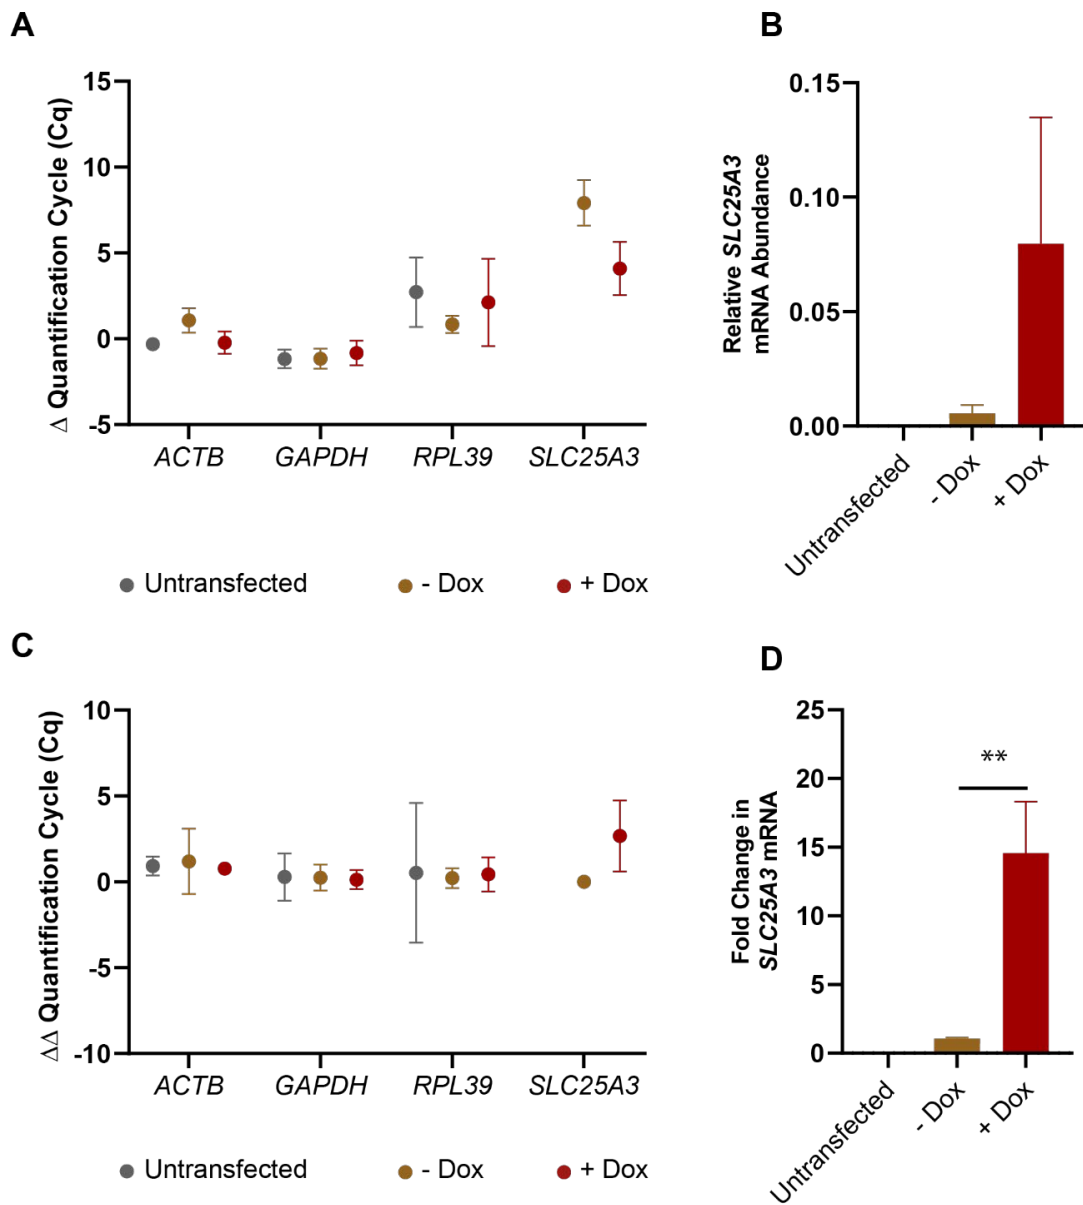 A
Δ Quantification Cycle (Cq)
15
10
5
0
-5
ACTB GAPDH RPL39 SLC25A3
Untransfected - Dox + Dox
B
Relative SLC25A3
mRNA Abundance
0.15
0.10
0.05
0.00
Untransfected
- Dox
+ Dox
C
ΔΔ Quantification Cycle (Cq)
10
5
0
-5
-10
ACTB GAPDH RPL39 SLC25A3
Untransfected - Dox + Dox
D
Fold Change in
SLC25A3 mRNA
25
20
15
10
5
0
**
Untransfected
- Dox
+ Dox